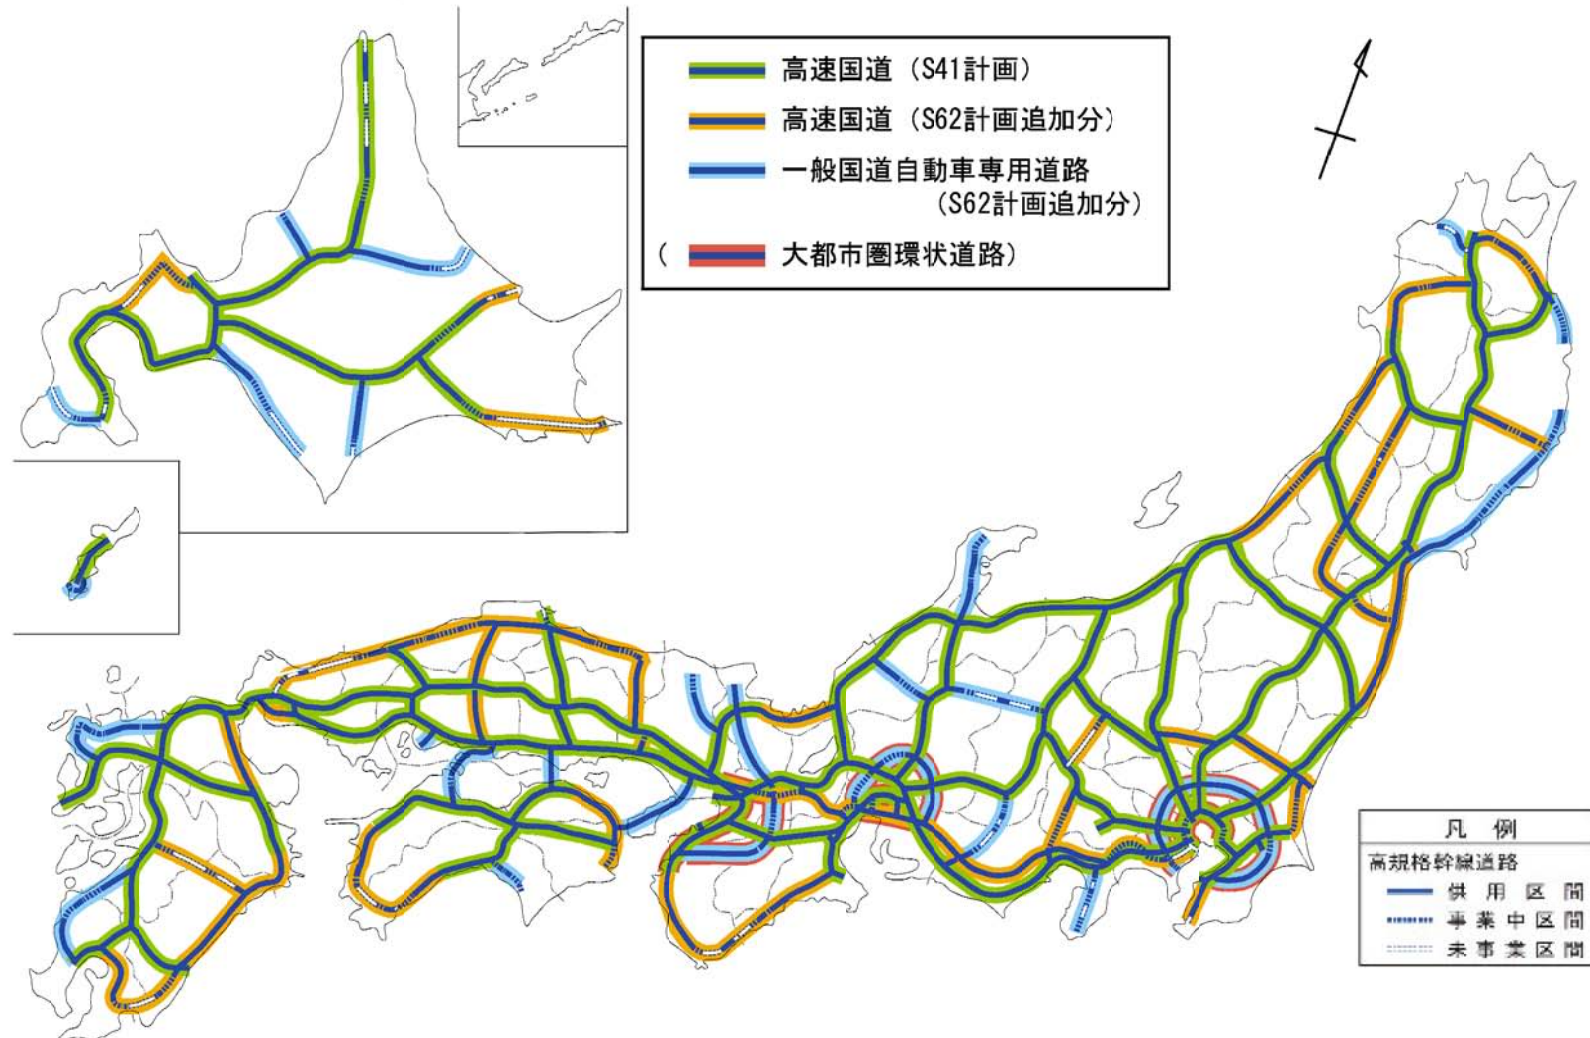 高速国道（S41計画）
高速国道（S62計画追加分）
一般国道自動車専用道路
（S62計画追加分）
（ 大都市圏環状道路）
凡 例
高規格幹線道路
供 用 区 間
事 業 中 区 間
未 事 業 区 間